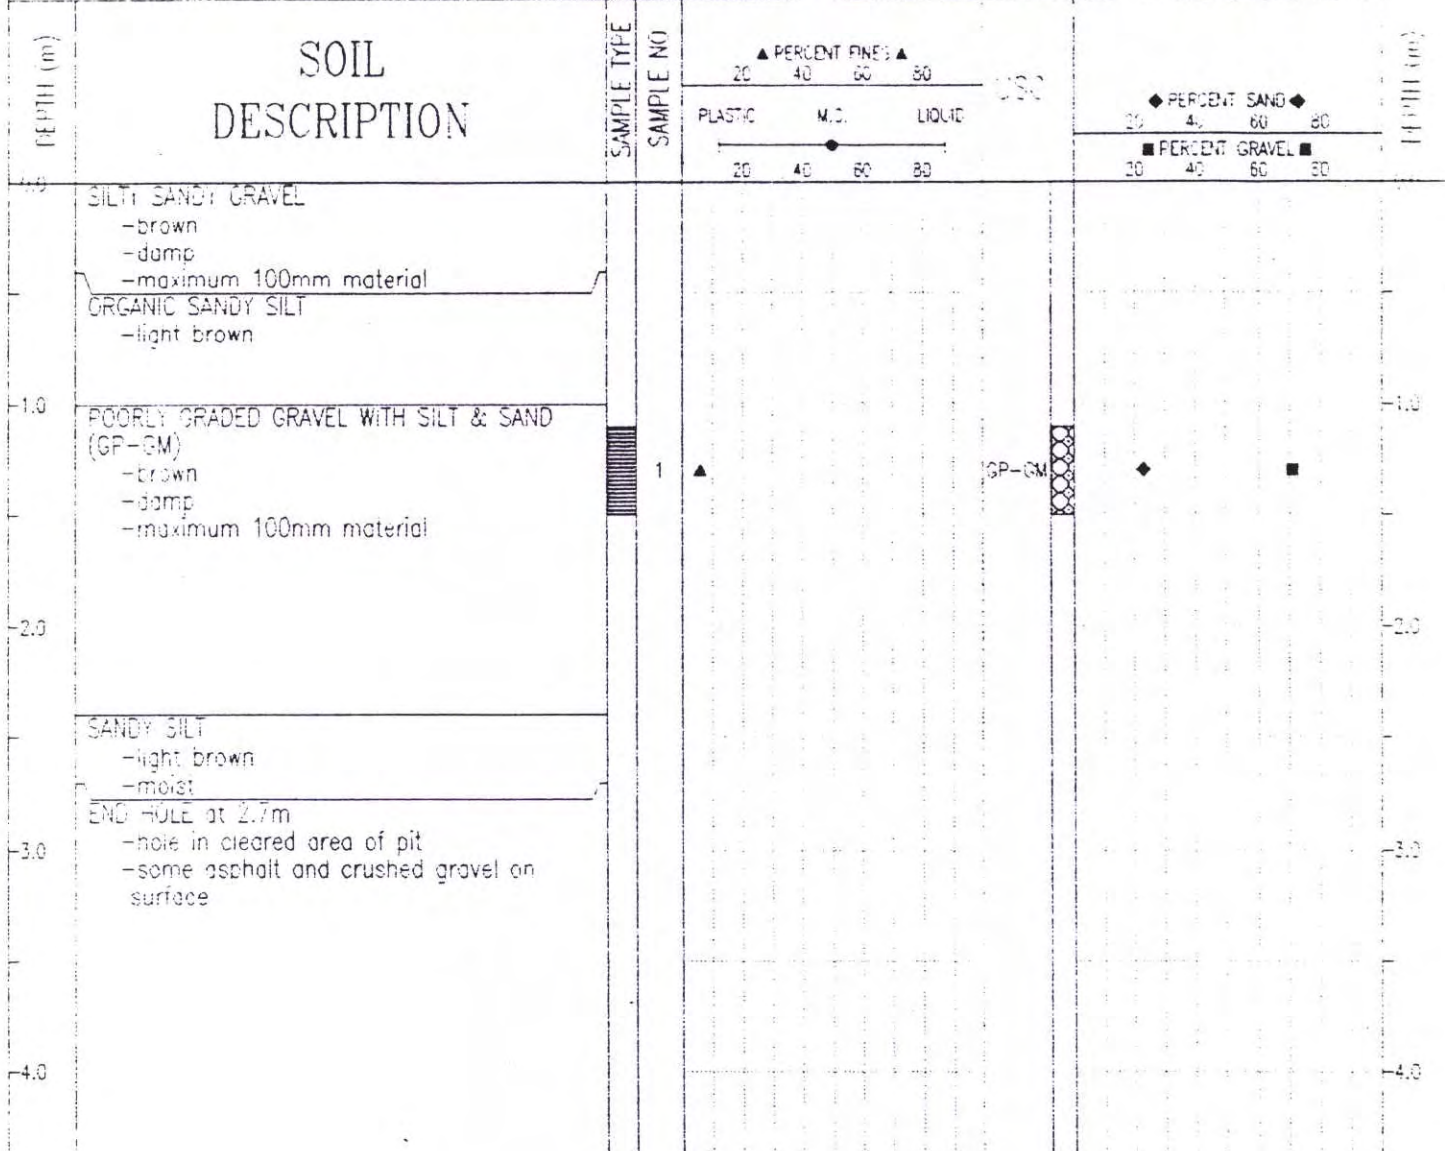 DEPTH (m)
SOIL
DESCRIPTION
SAMPLE TYPE
SAMPLE NO
▲ PERCENT FINES ▲
20 40 60 80
PLASTIC M.C. LIQUID
20 40 60 80
USC
◆ PERCENT SAND ◆
20 40 60 80
■ PERCENT GRAVEL ■
20 40 60 80
DEPTH (m)
SILTY SANDY GRAVEL
-brown
-damp
-maximum 100mm material
ORGANIC SANDY SILT
-light brown
1.0
POORLY GRADED GRAVEL WITH SILT & SAND
(GP-GM)
-brown
-damp
-maximum 100mm material
1
GP-GM
1.0
2.0
2.0
SANDY SILT
-light brown
-moist
END HOLE at 2.7m
-hole in cleared area of pit
-some asphalt and crushed gravel on
surface
3.0
3.0
4.0
4.0